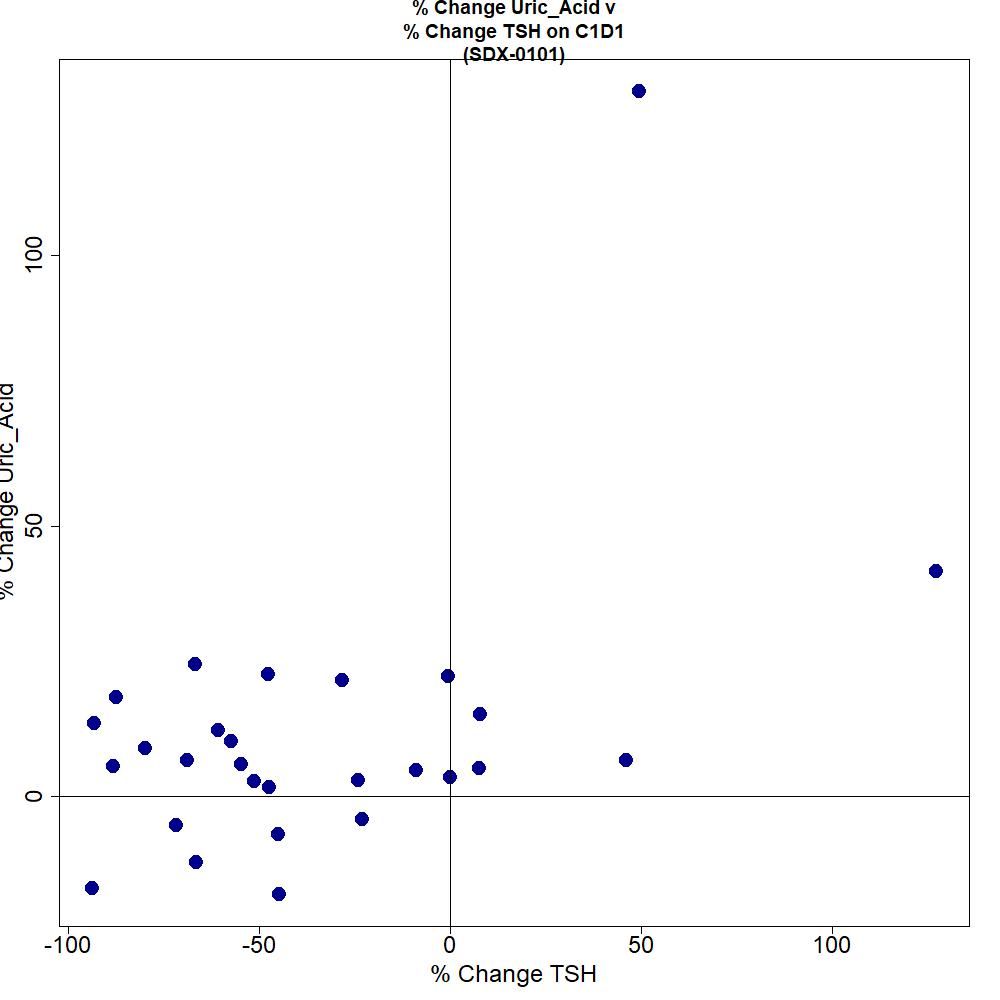 % Change Uric_Acid v
% Change TSH on C1D1
(SDX-0101)
100
50
0
% Change Uric_Acid
-100
-50
0
50
100
% Change TSH